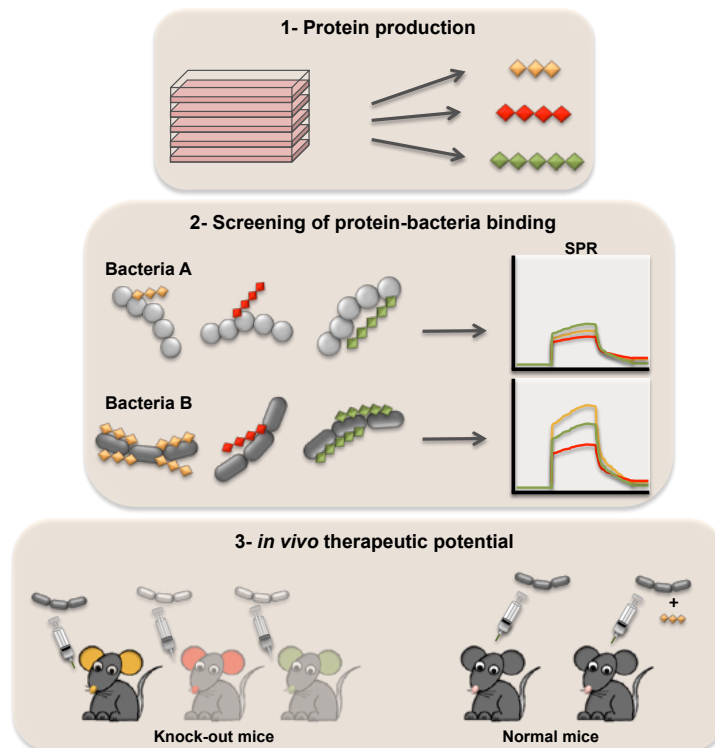 1- Protein production
2- Screening of protein-bacteria binding
SPR
Bacteria A
Bacteria B
3- in vivo therapeutic potential
+
Knock-out mice
Normal mice